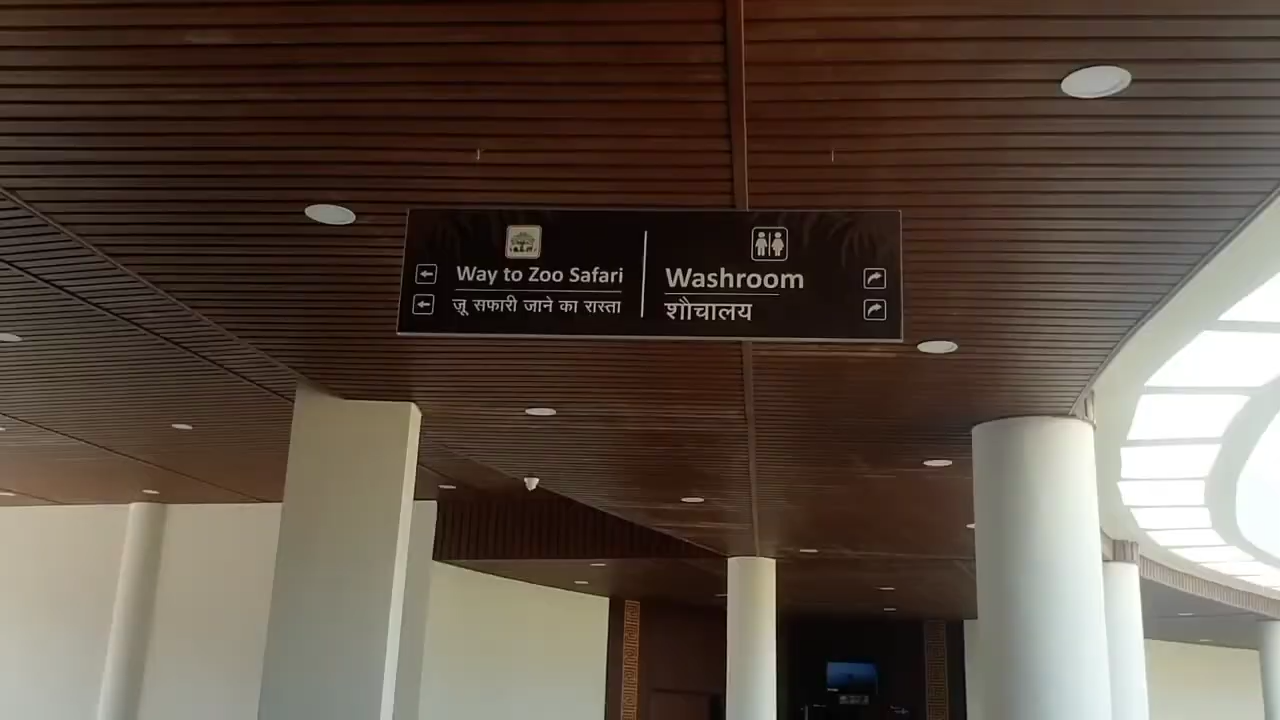 Way to Zoo Safari
ज़ू सफारी जाने का रास्ता
Washroom
शौचालय